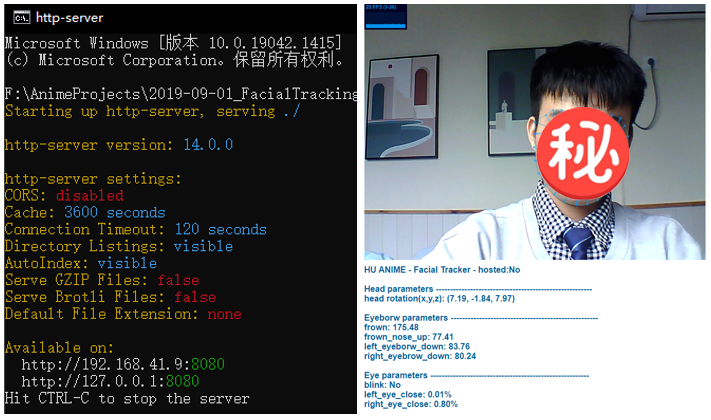 http-server
Microsoft Windows [版本 10.0.19042.1415]
(c) Microsoft Corporation。保留所有权利。
F:\AnimeProjects\2019-09-01_FacialTracking
Starting up http-server, serving ./
http-server version: 14.0.0
http-server settings:
CORS: disabled
Cache: 3600 seconds
Connection Timeout: 120 seconds
Directory Listings: visible
AutoIndex: visible
Serve GZIP Files: false
Serve Brotli Files: false
Default File Extension: none
Available on:
http://192.168.41.9:8080
http://127.0.0.1:8080
Hit CTRL-C to stop the server
23 FPS (1-26)
秘
HU ANIME - Facial Tracker - hosted:No
Head parameters ------------------------------------------------
head rotation(x,y,z): (7.19, -1.84, 7.97)
Eyeborw parameters ---------------------------------------------
frown: 175.48
frown_nose_up: 77.41
left_eyeborw_down: 83.76
right_eyebrow_down: 80.24
Eye parameters -------------------------------------------------
blink: No
left_eye_close: 0.01%
right_eye_close: 0.80%